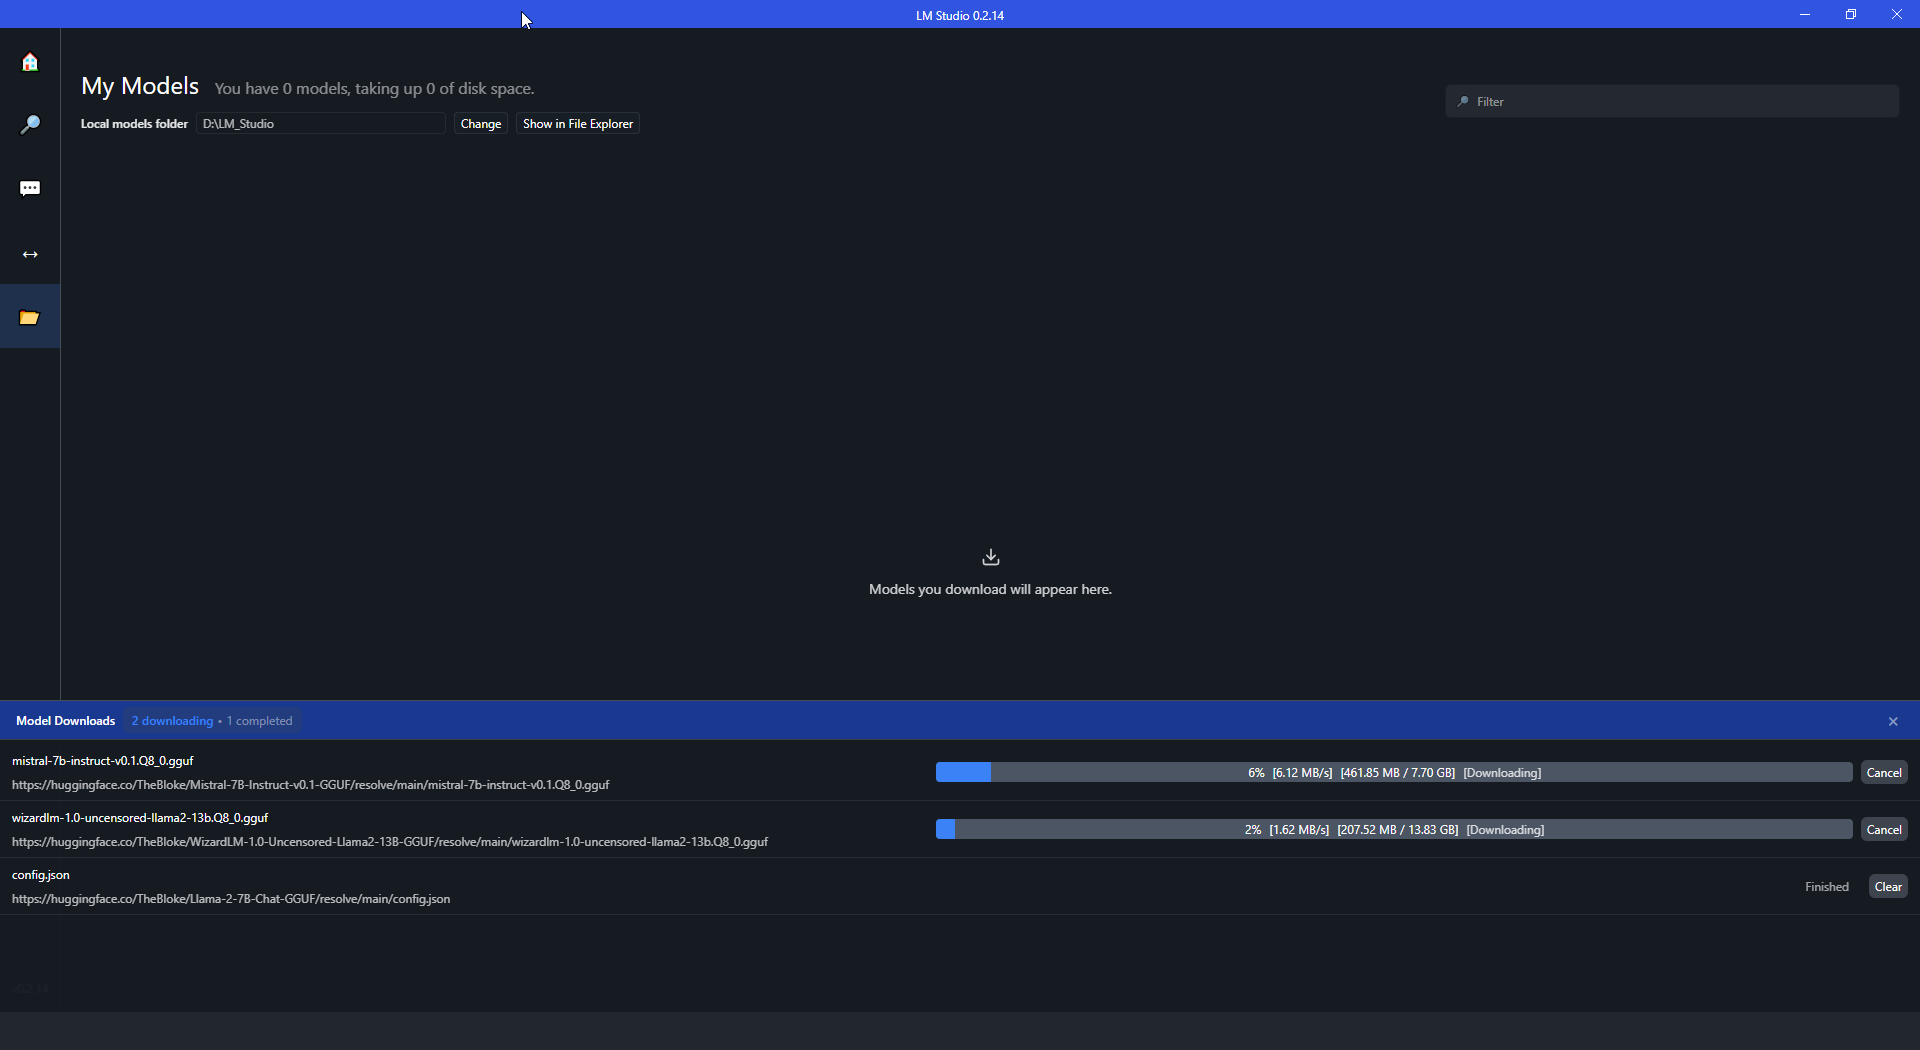 LM Studio 0.2.14
My Models You have 0 models, taking up 0 of disk space.
Filter
Local models folder D:\LM_Studio Change Show in File Explorer
Models you download will appear here.
Model Downloads 2 downloading • 1 completed
mistral-7b-instruct-v0.1.Q8_0.gguf
https://huggingface.co/TheBloke/Mistral-7B-Instruct-v0.1-GGUF/resolve/main/mistral-7b-instruct-v0.1.Q8_0.gguf
6% [6.12 MB/s] [461.85 MB / 7.70 GB] [Downloading] Cancel
wizardlm-1.0-uncensored-llama2-13b.Q8_0.gguf
https://huggingface.co/TheBloke/WizardLM-1.0-Uncensored-Llama2-13B-GGUF/resolve/main/wizardlm-1.0-uncensored-llama2-13b.Q8_0.gguf
2% [1.62 MB/s] [207.52 MB / 13.83 GB] [Downloading] Cancel
config.json
https://huggingface.co/TheBloke/Llama-2-7B-Chat-GGUF/resolve/main/config.json
Finished Clear